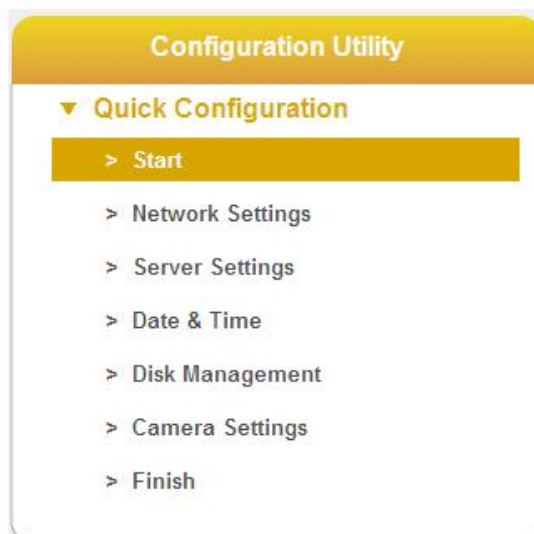 Configuration Utility
▼ Quick Configuration
> Start
> Network Settings
> Server Settings
> Date & Time
> Disk Management
> Camera Settings
> Finish